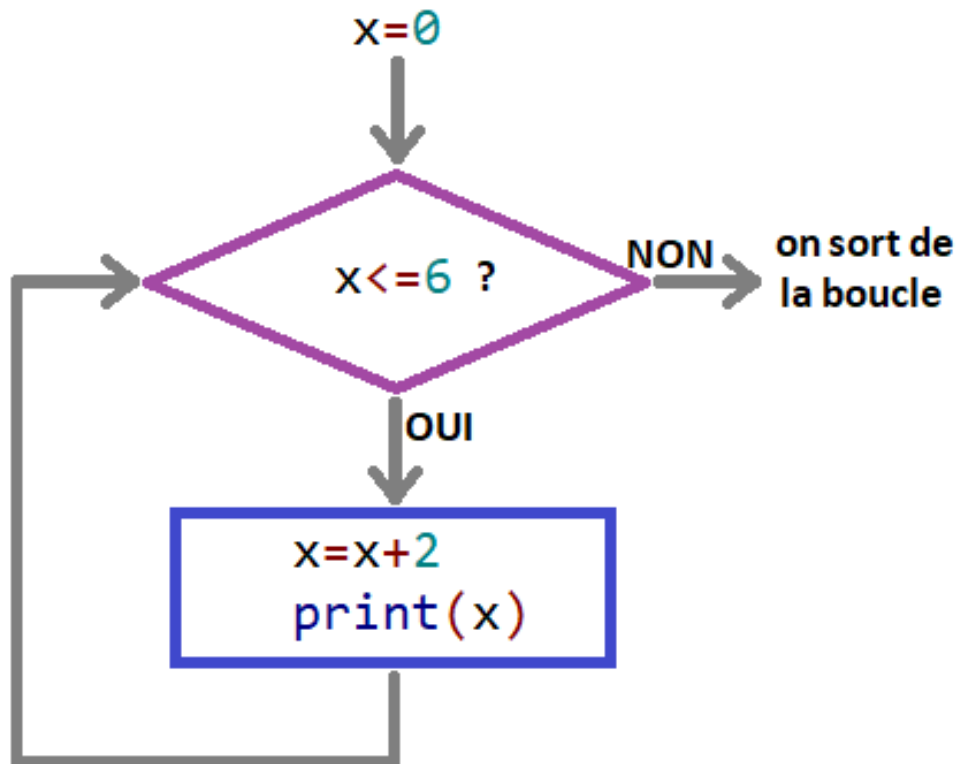 x=0
x<=6 ?
NON
on sort de
la boucle
OUI
x=x+2
print(x)